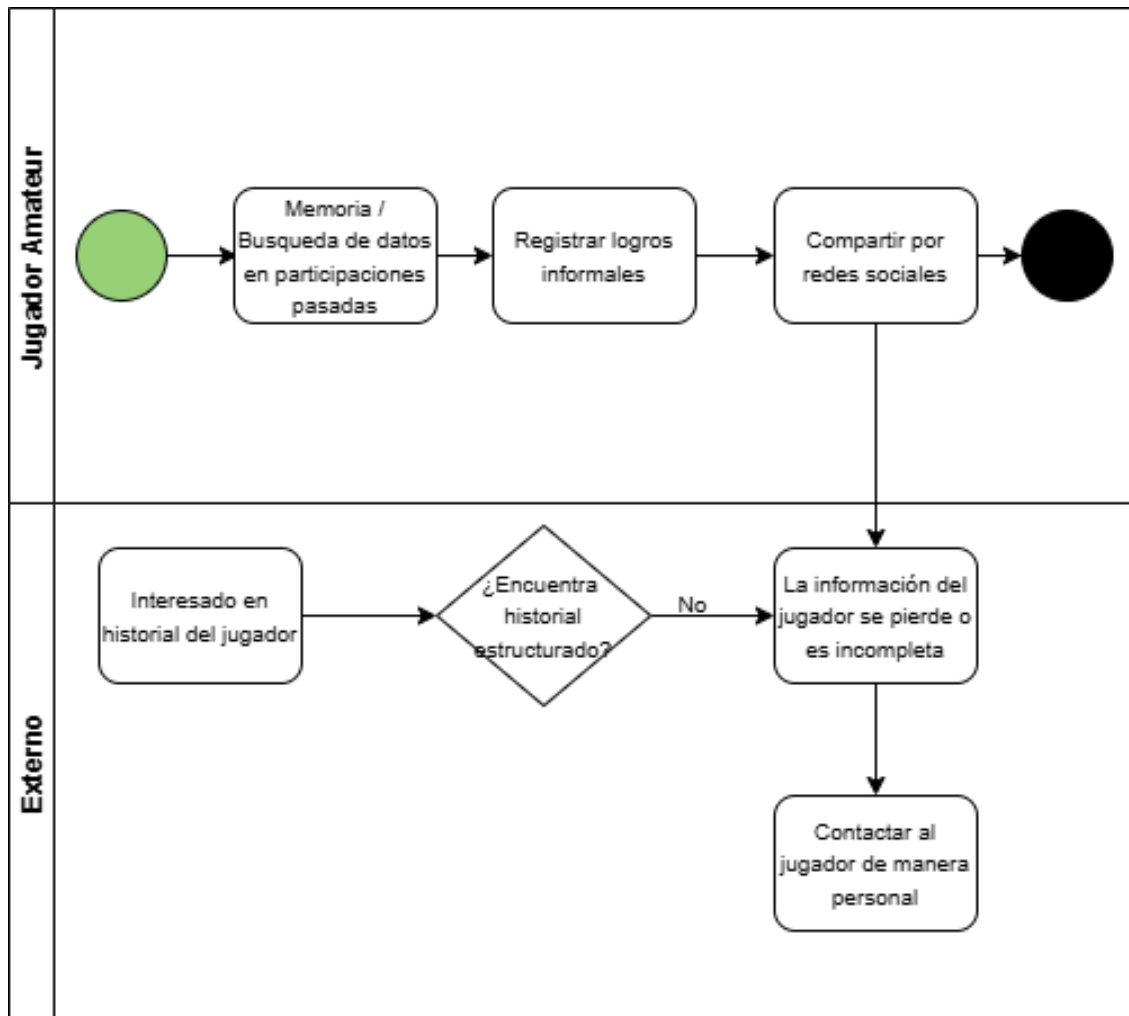 Jugador Amateur
Memoria /
Busqueda de datos
en participaciones
pasadas
Registrar logros
informales
Compartir por
redes sociales
Externo
Interesado en
historial del jugador
¿Encuentra
historial
estructurado?
No
La información del
jugador se pierde o
es incompleta
Contactar al
jugador de manera
personal